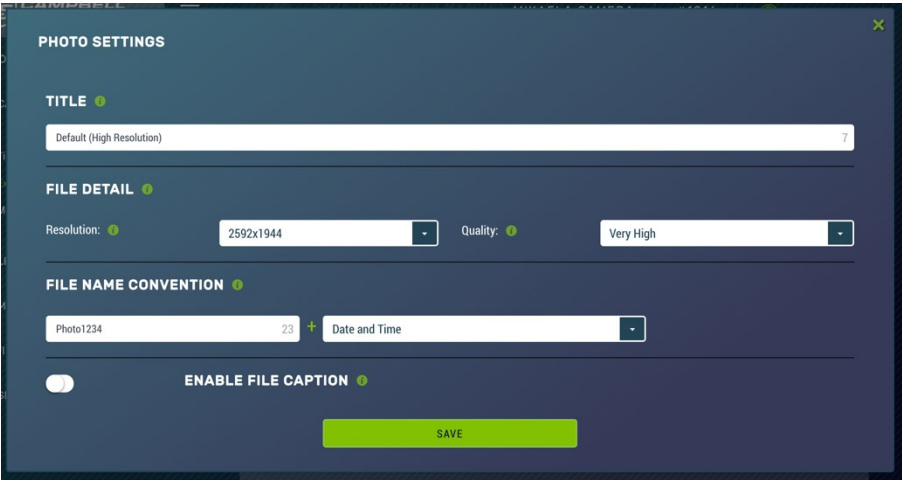 CAMPBELL
PHOTO SETTINGS
TITLE
Default (High Resolution) 7
FILE DETAIL
Resolution: 2592x1944 Quality: Very High
FILE NAME CONVENTION
Photo1234 23 + Date and Time
ENABLE FILE CAPTION
SAVE